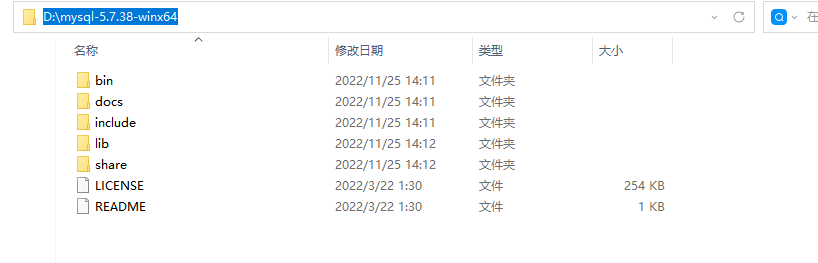 D:\mysql-5.7.38-winx64 在
名称 修改日期 类型 大小
bin 2022/11/25 14:11 文件夹
docs 2022/11/25 14:11 文件夹
include 2022/11/25 14:11 文件夹
lib 2022/11/25 14:12 文件夹
share 2022/11/25 14:12 文件夹
LICENSE 2022/3/22 1:30 文件 254 KB
README 2022/3/22 1:30 文件 1 KB